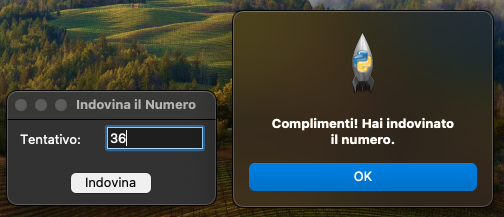 Indovina il Numero
Tentativo:
36
Indovina
Complimenti! Hai indovinato
il numero.
OK